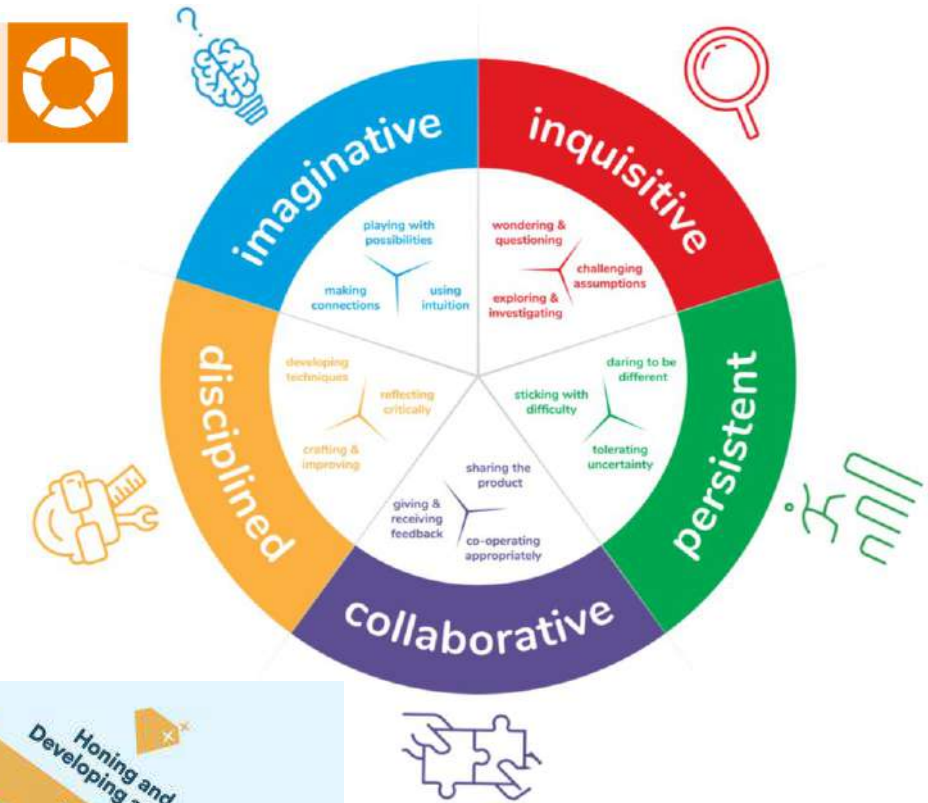 imaginative
playing with
possibilities
making
connections
using
intuition
inquisitive
wondering &
questioning
challenging
assumptions
exploring &
investigating
persistent
daring to be
different
sticking with
difficulty
tolerating
uncertainty
collaborative
sharing the
product
giving &
receiving
feedback
co-operating
appropriately
disciplined
developing
techniques
reflecting
critically
crafting &
improving
?
Honing and
Developing